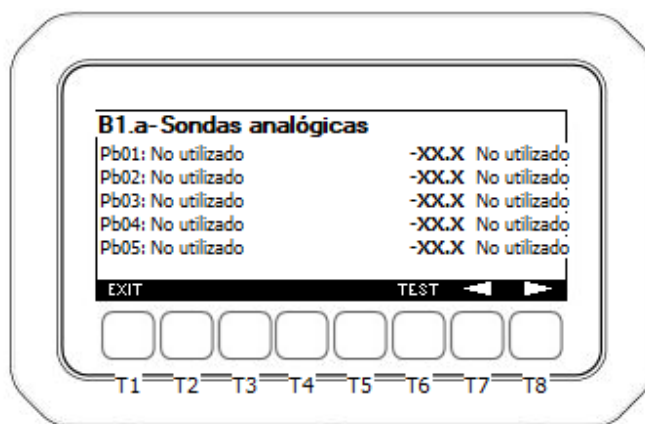 B1.a- Sondas analógicas
Pb01: No utilizado -XX.X No utilizado
Pb02: No utilizado -XX.X No utilizado
Pb03: No utilizado -XX.X No utilizado
Pb04: No utilizado -XX.X No utilizado
Pb05: No utilizado -XX.X No utilizado
EXIT TEST
T1 T2 T3 T4 T5 T6 T7 T8